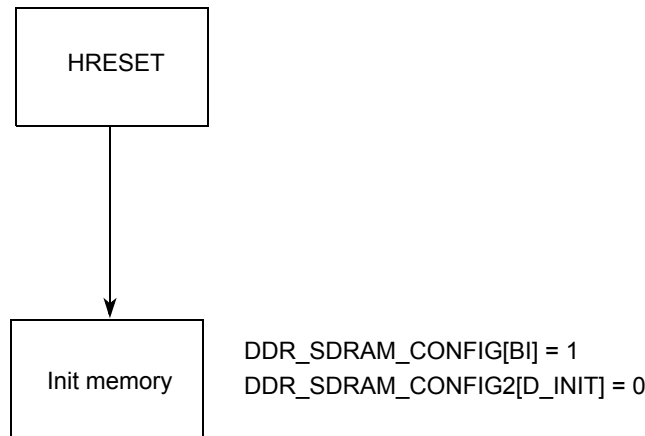 HRESET
Init memory
DDR_SDRAM_CONFIG[BI] = 1
DDR_SDRAM_CONFIG2[D_INIT] = 0